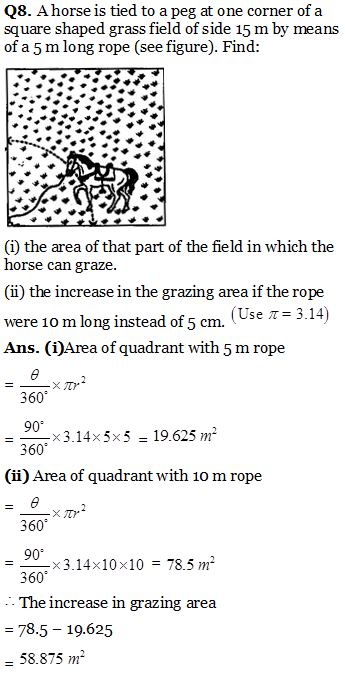 Q8. A horse is tied to a peg at one corner of a
square shaped grass field of side 15 m by means
of a 5 m long rope (see figure). Find:
(i) the area of that part of the field in which the
horse can graze.
(ii) the increase in the grazing area if the rope
were 10 m long instead of 5 cm. (Use π = 3.14)
Ans. (i)Area of quadrant with 5 m rope
= θ/360° × πr²
= 90°/360° × 3.14 × 5 × 5 = 19.625 m²
(ii) Area of quadrant with 10 m rope
= θ/360° × πr²
= 90°/360° × 3.14 × 10 × 10 = 78.5 m²
∴ The increase in grazing area
= 78.5 – 19.625
= 58.875 m²